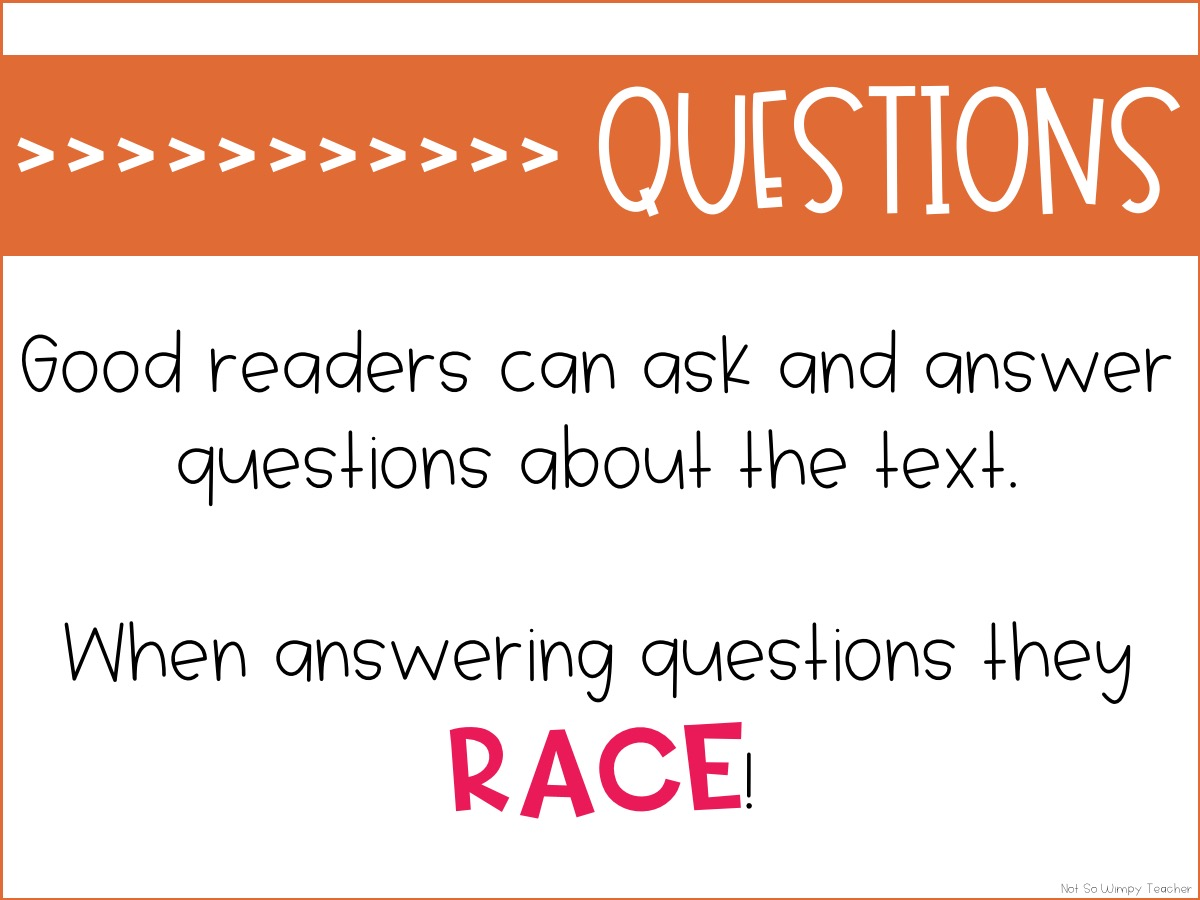 >>>>>>>>>>> QUESTIONS
Good readers can ask and answer
questions about the text.
When answering questions they
RACE!
Not So Wimpy Teacher